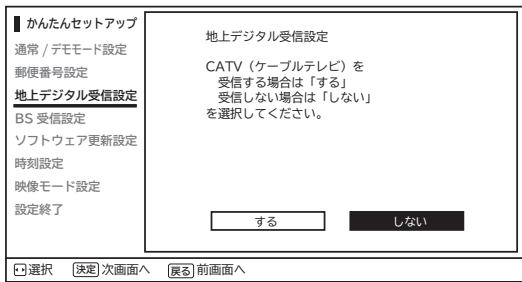 かんたんセットアップ
通常 / デモモード設定
郵便番号設定
地上デジタル受信設定
BS 受信設定
ソフトウェア更新設定
時刻設定
映像モード設定
設定終了
地上デジタル受信設定
CATV（ケーブルテレビ）を
受信する場合は「する」
受信しない場合は「しない」
を選択してください。
する しない
選択 決定 次画面へ 戻る 前画面へ